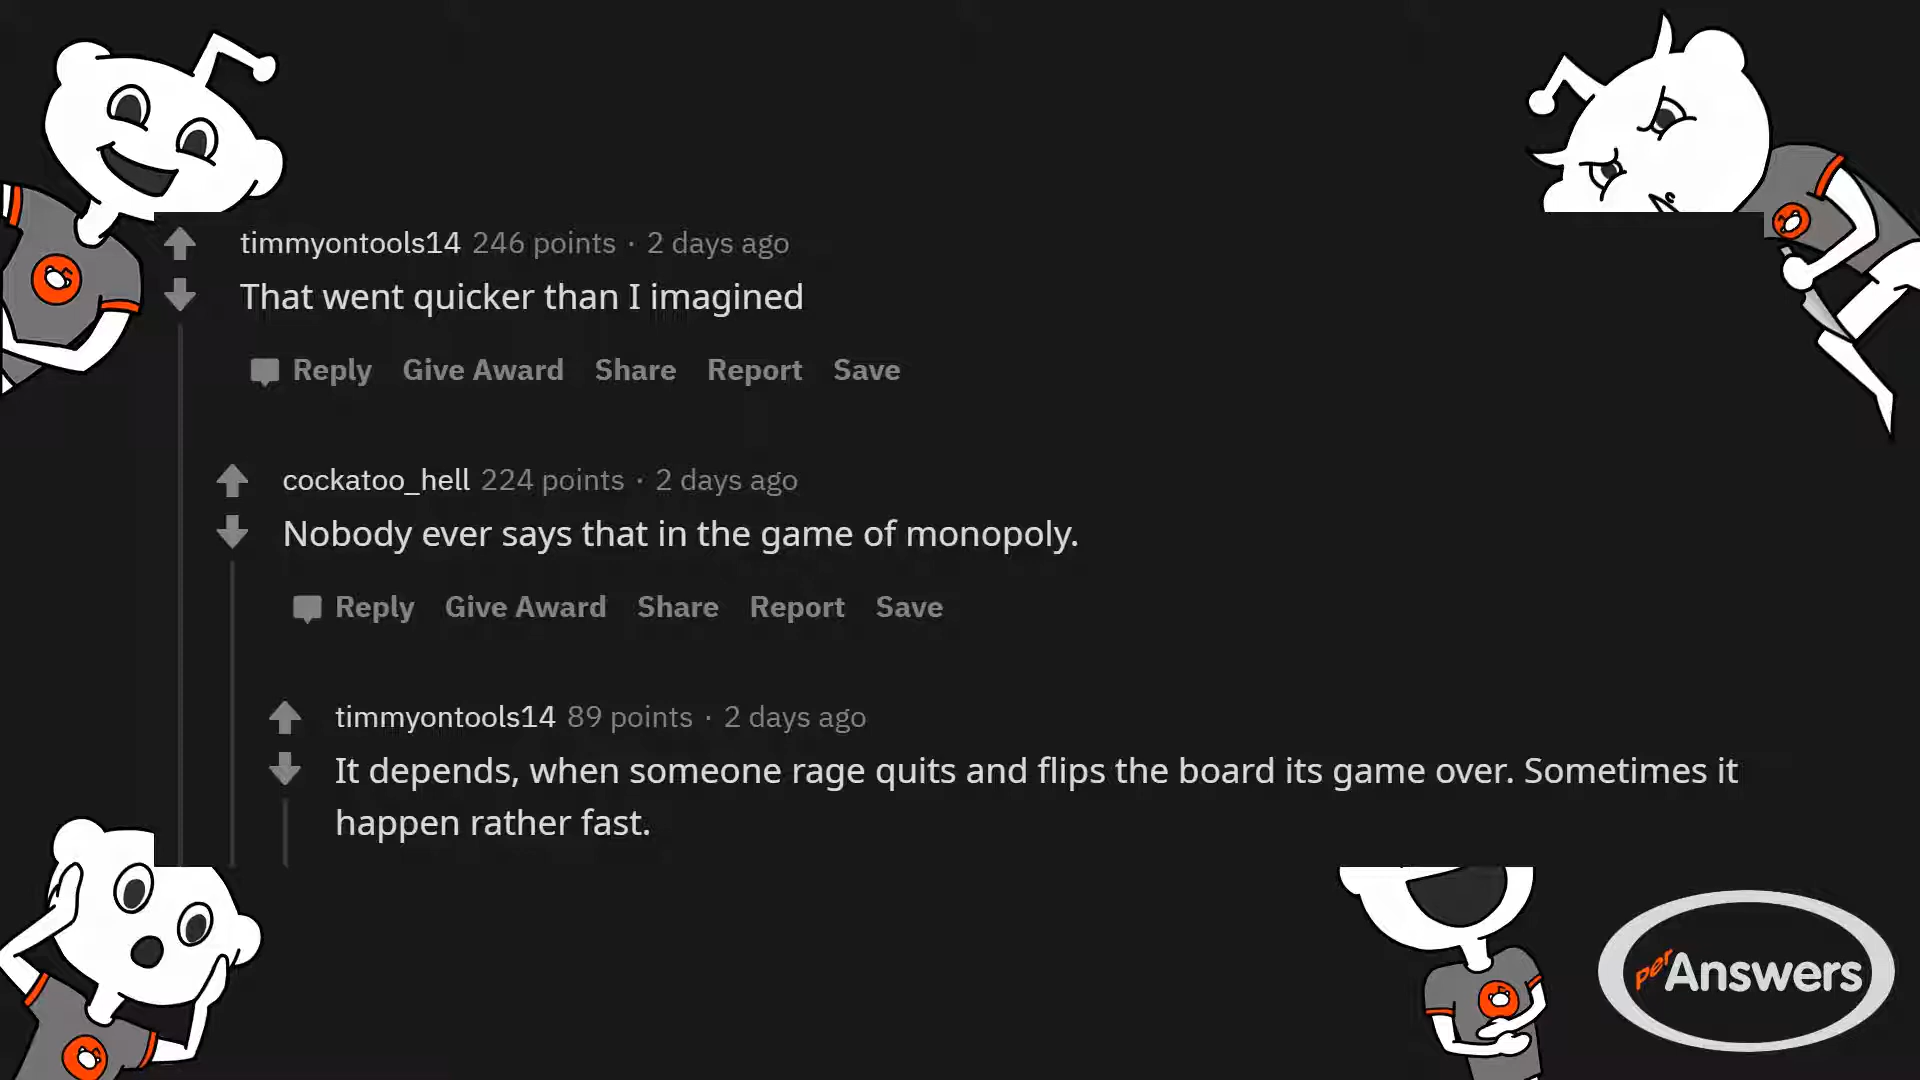 timmyontools14 246 points · 2 days ago
That went quicker than I imagined
Reply Give Award Share Report Save
cockatoo_hell 224 points · 2 days ago
Nobody ever says that in the game of monopoly.
Reply Give Award Share Report Save
timmyontools14 89 points · 2 days ago
It depends, when someone rage quits and flips the board its game over. Sometimes it
happen rather fast.
perAnswers